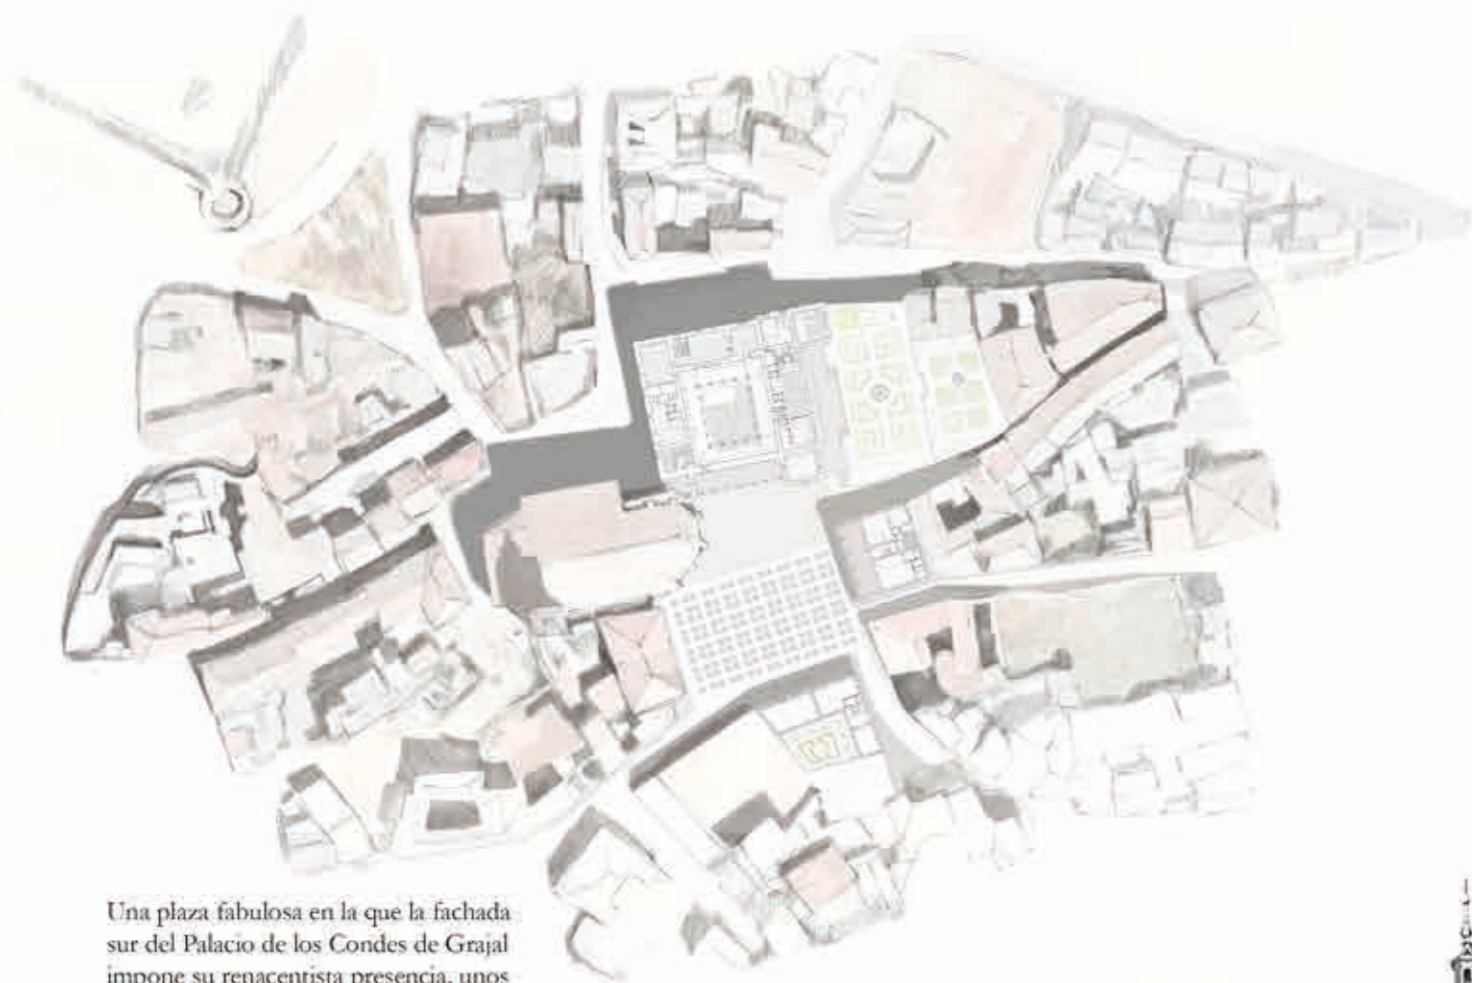 Una plaza fabulosa en la que la fachada
sur del Palacio de los Condes de Grajal
impone su renacentista presencia, unos